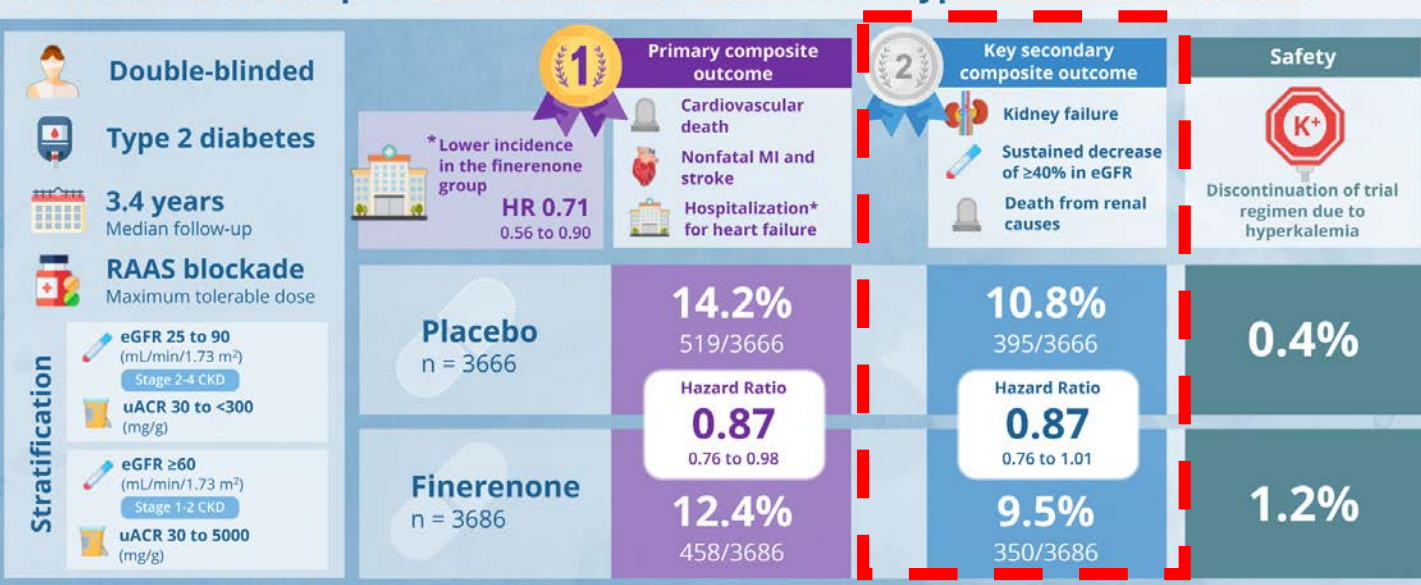 Double-blinded
Type 2 diabetes
3.4 years
Median follow-up
RAAS blockade
Maximum tolerable dose
Stratification
eGFR 25 to 90
(mL/min/1.73 m²)
Stage 2-4 CKD
uACR 30 to <300
(mg/g)
eGFR ≥60
(mL/min/1.73 m²)
Stage 1-2 CKD
uACR 30 to 5000
(mg/g)
*Lower incidence
in the finerenone
group
HR 0.71
0.56 to 0.90
1
Primary composite
outcome
Cardiovascular
death
Nonfatal MI and
stroke
Hospitalization*
for heart failure
2
Key secondary
composite outcome
Kidney failure
Sustained decrease
of ≥40% in eGFR
Death from renal
causes
Safety
K+
Discontinuation of trial
regimen due to
hyperkalemia
Placebo
n = 3666
14.2%
519/3666
10.8%
395/3666
0.4%
Hazard Ratio
0.87
0.76 to 0.98
Hazard Ratio
0.87
0.76 to 1.01
Finerenone
n = 3686
12.4%
458/3686
9.5%
350/3686
1.2%